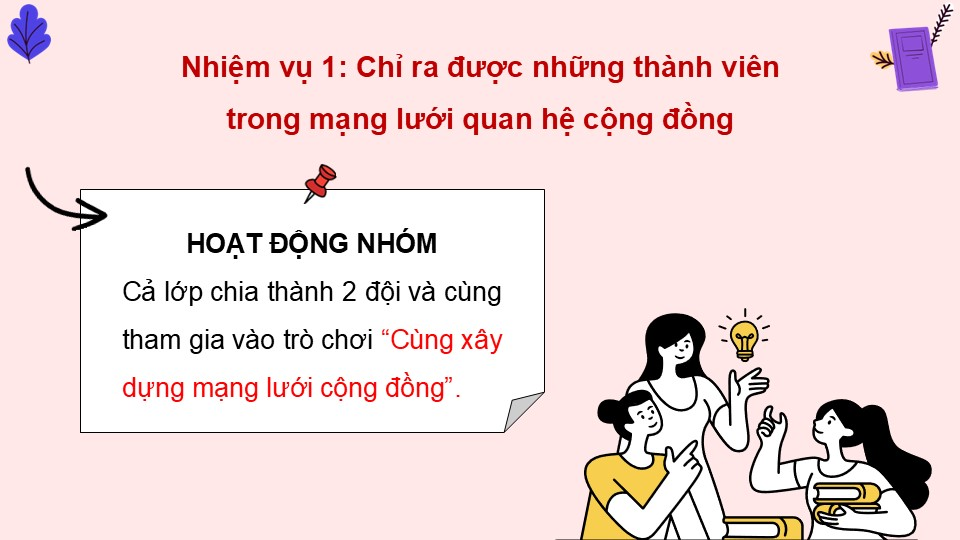 Nhiệm vụ 1: Chỉ ra được những thành viên
trong mạng lưới quan hệ cộng đồng
HOẠT ĐỘNG NHÓM
Cả lớp chia thành 2 đội và cùng
tham gia vào trò chơi “Cùng xây
dựng mạng lưới cộng đồng”.